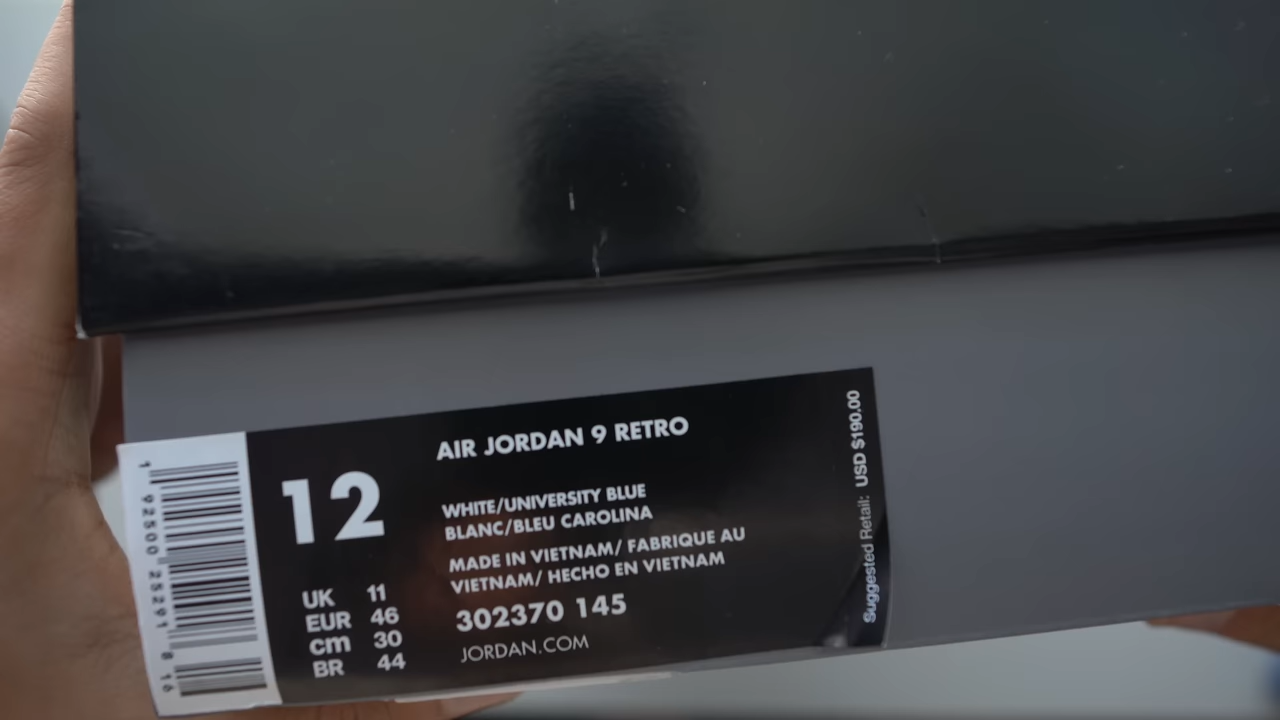 AIR JORDAN 9 RETRO
12
WHITE/UNIVERSITY BLUE
BLANC/BLEU CAROLINA
MADE IN VIETNAM/ FABRIQUE AU
VIETNAM/ HECHO EN VIETNAM
302370 145
JORDAN.COM
UK 11
EUR 46
cm 30
BR 44
Suggested Retail: USD $190.00